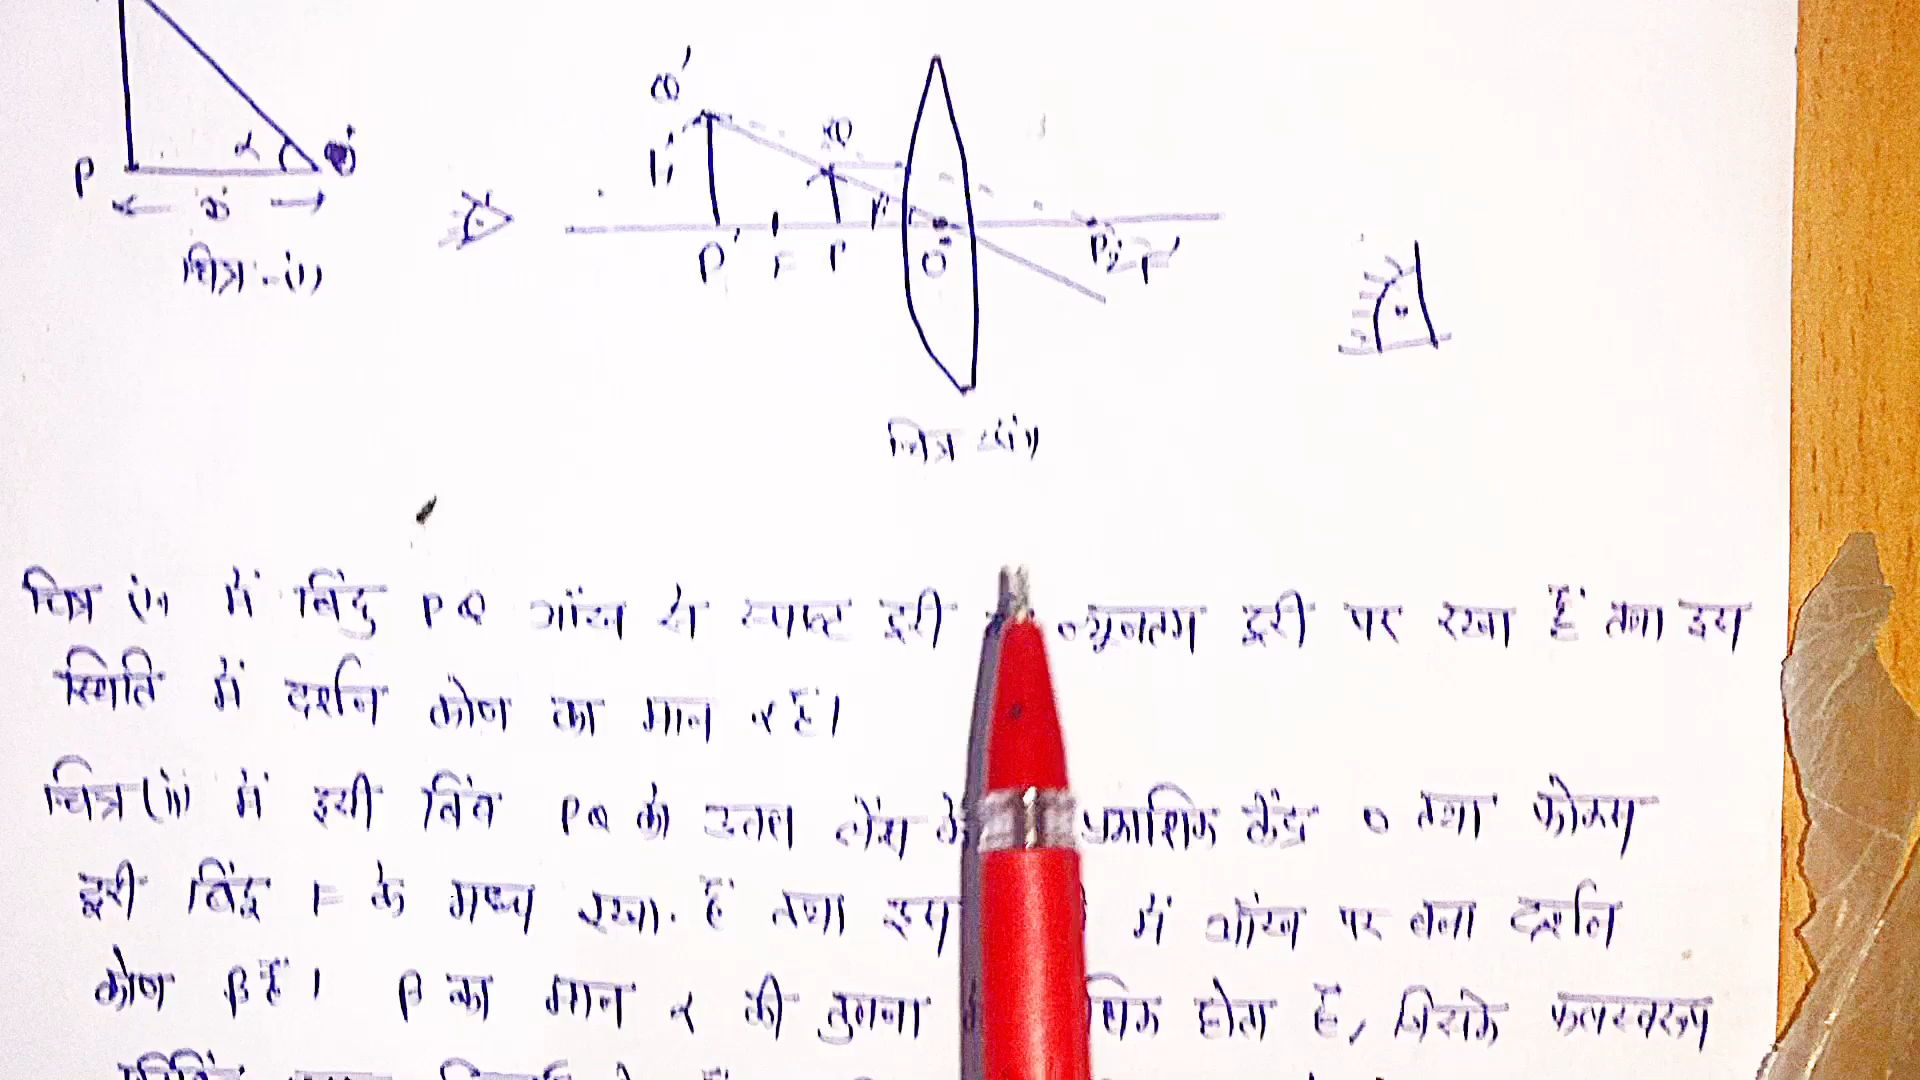 P α D
चित्र-(i)
Q' Q
P' F P β O F'
चित्र (ii)
चित्र (i) में बिंदु PQ आँख से स्पष्ट दूरी न्यूनतम दूरी पर रखा है तथा इस
स्थिति में दर्शन कोण का मान α है।
चित्र (ii) में इसी बिंब PQ को उत्तल लेंस के प्रकाशिक केंद्र O तथा फोकस
दूरी बिंदु F के मध्य रखा है तथा इस में आँख पर बना दर्शन
कोण β है। β का मान α की तुलना होता है, जिसके फलस्वरूप